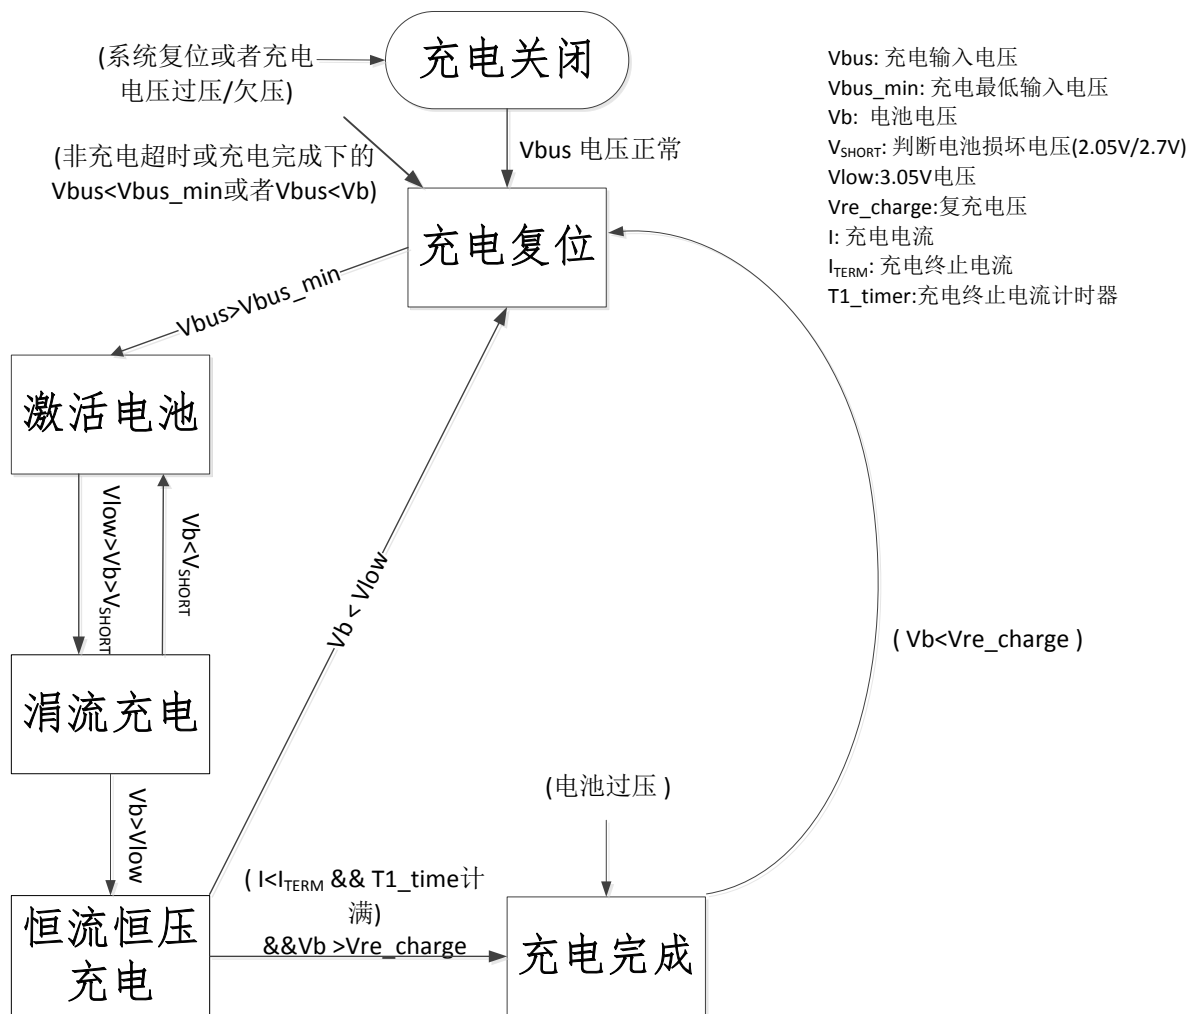 (系统复位或者充电
电压过压/欠压)
充电关闭
Vbus: 充电输入电压
Vbus_min: 充电最低输入电压
Vb: 电池电压
VSHORT: 判断电池损坏电压(2.05V/2.7V)
Vlow:3.05V电压
Vre_charge:复充电压
I: 充电电流
ITERM: 充电终止电流
T1_timer:充电终止电流计时器
Vbus 电压正常
(非充电超时或充电完成下的
Vbus<Vbus_min或者Vbus<Vb)
充电复位
Vbus>Vbus_min
激活电池
Vlow>Vb>VSHORT
Vb<VSHORT
Vb < Vlow
( Vb<Vre_charge )
涓流充电
Vb>Vlow
(电池过压 )
( I<ITERM && T1_time计
满)
&&Vb >Vre_charge
恒流恒压
充电
充电完成